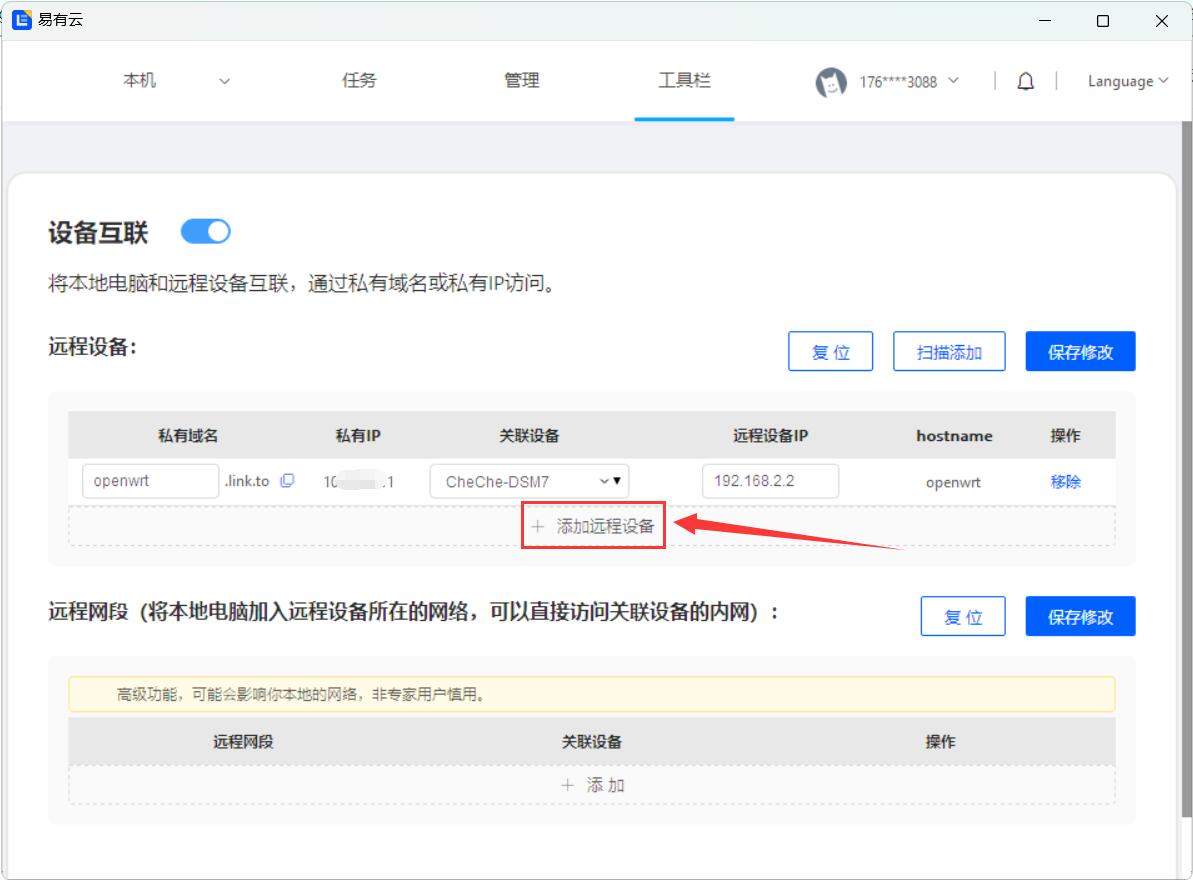 易有云
本机 任务 管理 工具栏 176****3088 Language
设备互联
将本地电脑和远程设备互联，通过私有域名或私有IP访问。
远程设备：
复 位 扫描添加 保存修改
私有域名 私有IP 关联设备 远程设备IP hostname 操作
openwrt .link.to 10 .1 CheChe-DSM7 192.168.2.2 openwrt 移除
+ 添加远程设备
远程网段（将本地电脑加入远程设备所在的网络，可以直接访问关联设备的内网）：
复 位 保存修改
高级功能，可能会影响你本地的网络，非专家用户慎用。
远程网段 关联设备 操作
+ 添 加